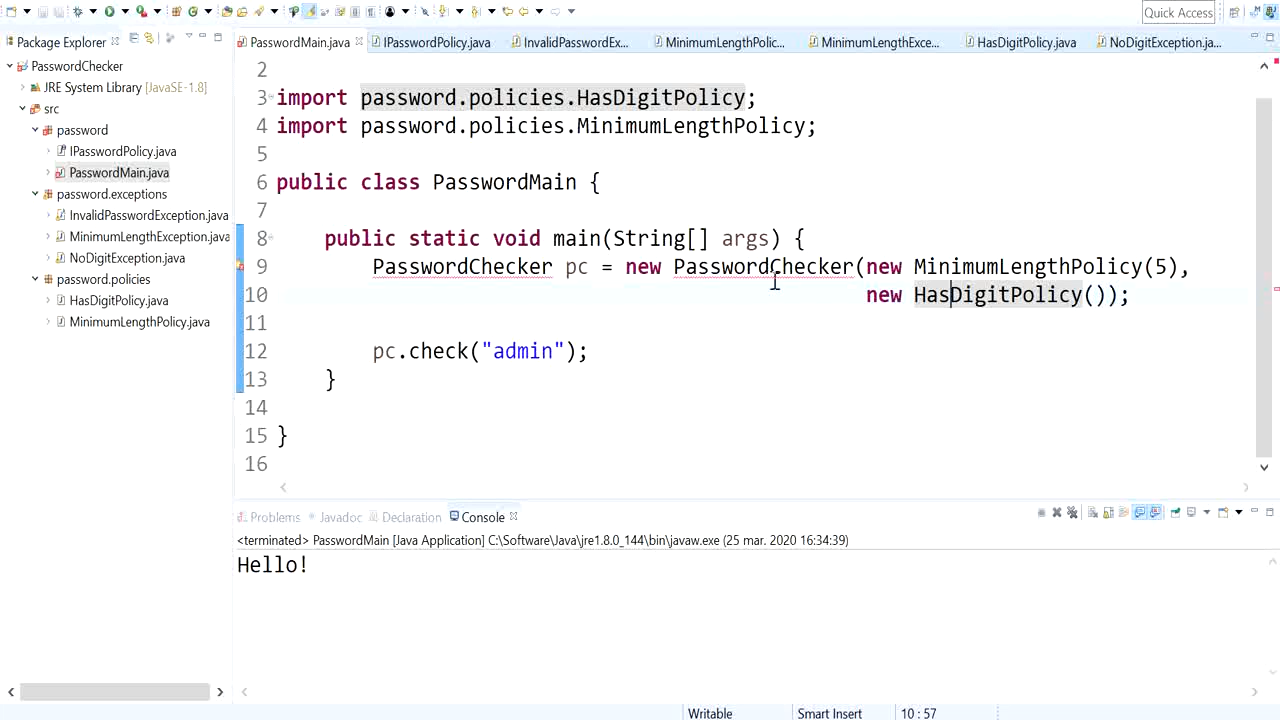 Quick Access
Package Explorer
PasswordChecker
JRE System Library [JavaSE-1.8]
src
password
IPasswordPolicy.java
PasswordMain.java
password.exceptions
InvalidPasswordException.java
MinimumLengthException.java
NoDigitException.java
password.policies
HasDigitPolicy.java
MinimumLengthPolicy.java
PasswordMain.java
IPasswordPolicy.java
InvalidPasswordEx...
MinimumLengthPolic...
MinimumLengthExce...
HasDigitPolicy.java
NoDigitException.ja...
2
3 import password.policies.HasDigitPolicy;
4 import password.policies.MinimumLengthPolicy;
5
6 public class PasswordMain {
7
8 public static void main(String[] args) {
9 PasswordChecker pc = new PasswordChecker(new MinimumLengthPolicy(5),
10 new HasDigitPolicy());
11
12 pc.check("admin");
13 }
14
15 }
16
Problems
Javadoc
Declaration
Console
<terminated> PasswordMain [Java Application] C:\Software\Java\jre1.8.0_144\bin\javaw.exe (25 mar. 2020 16:34:39)
Hello!
Writable
Smart Insert
10 : 57